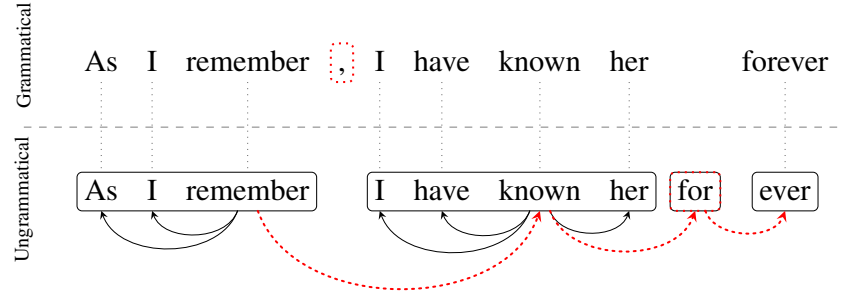 Grammatical
As I remember , I have known her forever
Ungrammatical
As I remember I have known her for ever